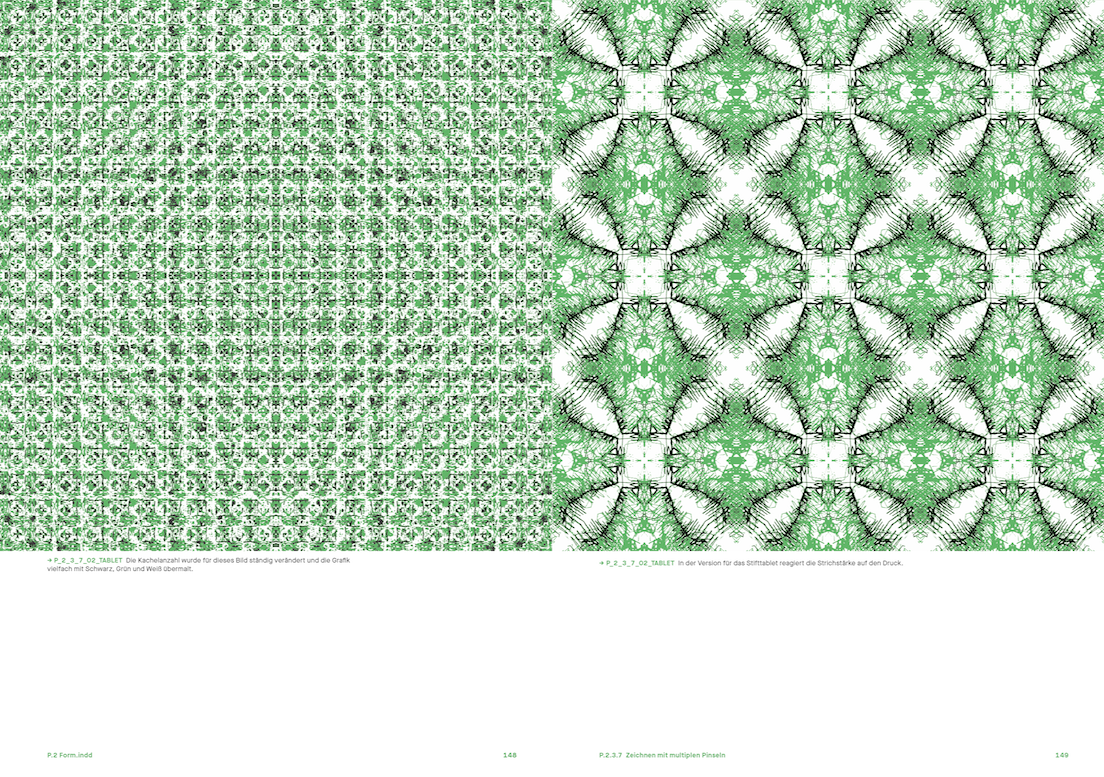 → P_2_3_7_02_TABLET Die Kachelanzahl wurde für dieses Bild ständig verändert und die Grafik
vielfach mit Schwarz, Grün und Weiß übermalt.
→ P_2_3_7_02_TABLET In der Version für das Stifttablet reagiert die Strichstärke auf den Druck.
P.2 Form.indd
148
P.2.3.7 Zeichnen mit multiplen Pinseln
149